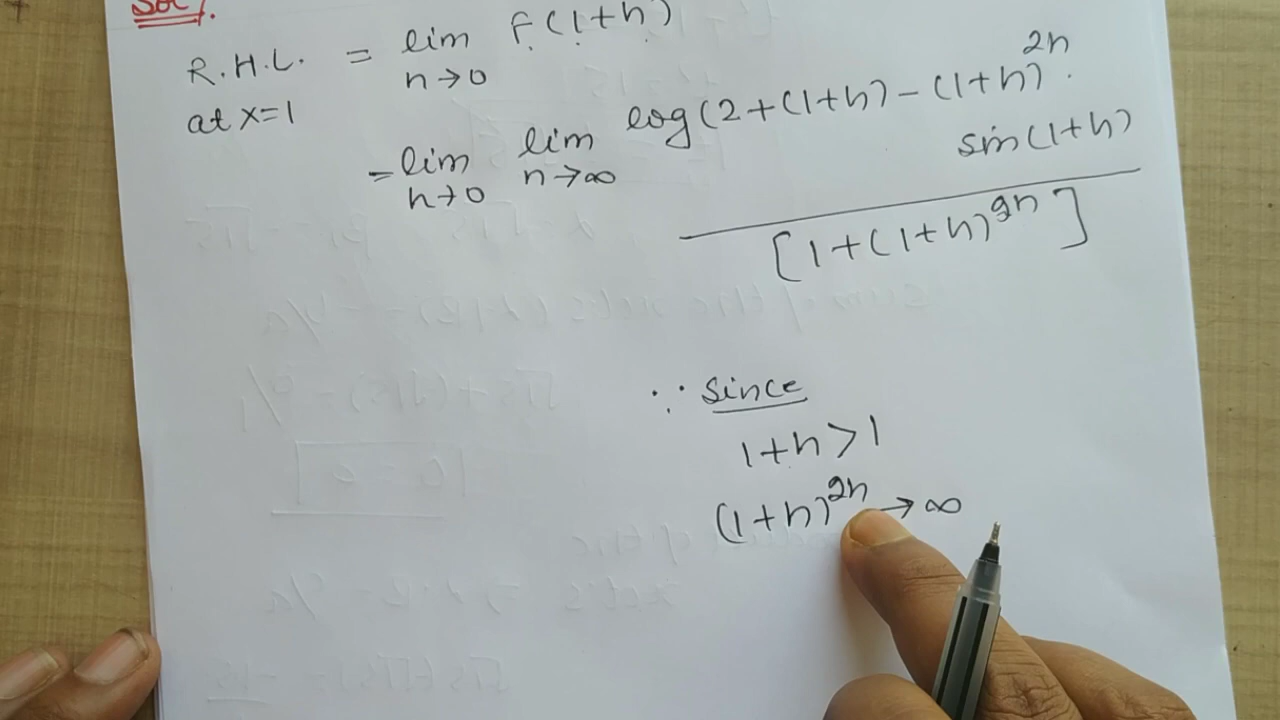 Sol/.
R.H.L. = lim f(1+h)
at x=1 h→0
= lim lim log(2+(1+h)-(1+h)^2n.
h→0 n→∞ sin(1+h)
[1+(1+h)^2n]
∵ Since
1+h>1
(1+h)^2n →∞